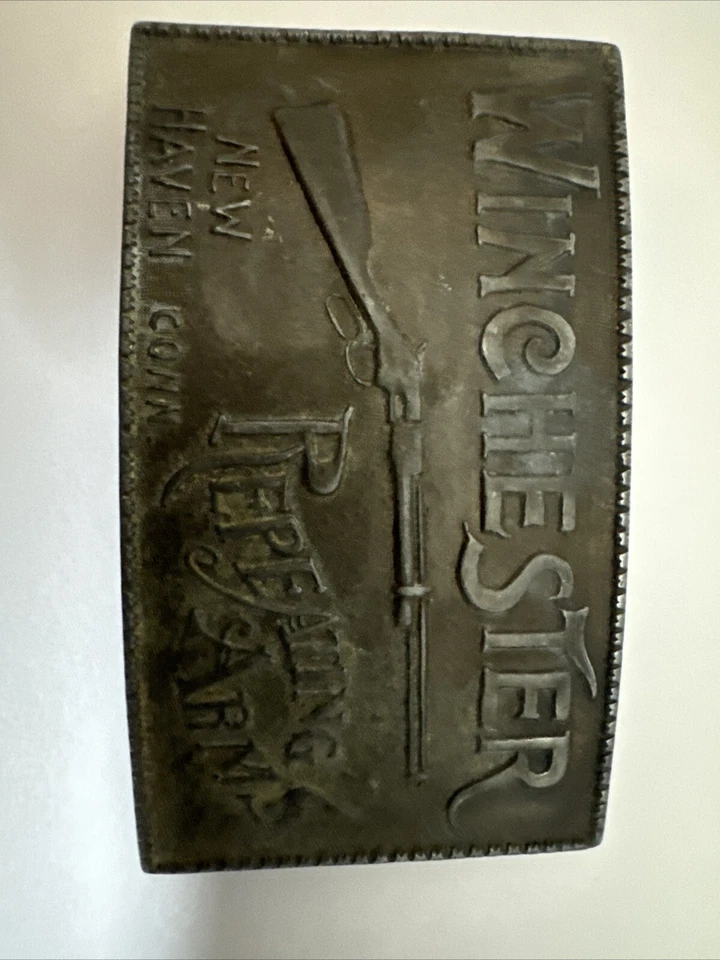 WINCHESTER
REPEATING
ARMS
NEW
HAVEN CONN